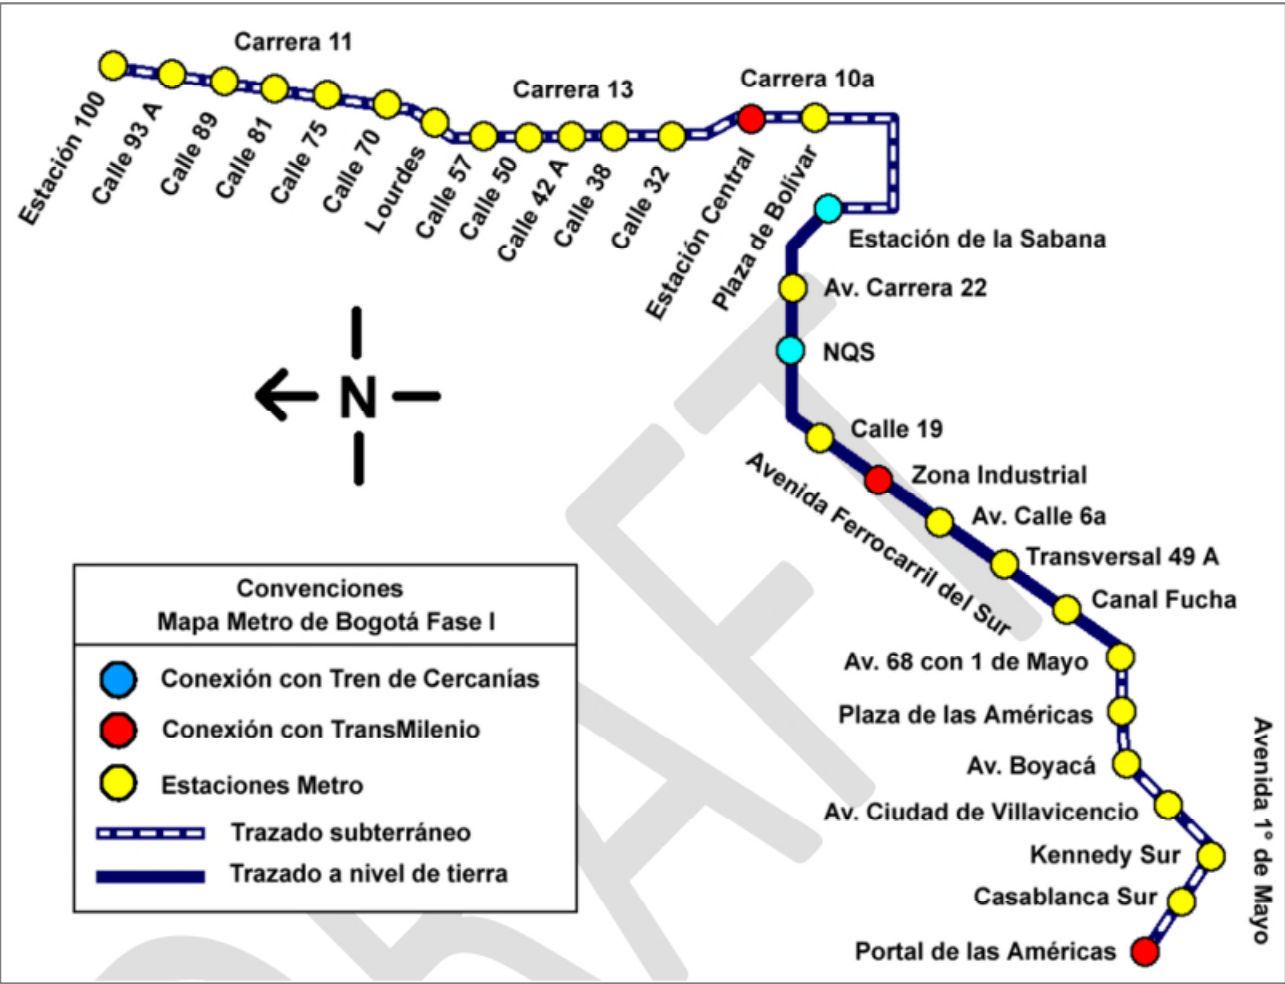 Carrera 11
Carrera 13
Carrera 10a
Estación 100
Calle 93 A
Calle 89
Calle 81
Calle 75
Calle 70
Lourdes
Calle 57
Calle 50
Calle 42 A
Calle 38
Calle 32
Estación Central
Plaza de Bolívar
Estación de la Sabana
Av. Carrera 22
NQS
N
Calle 19
Zona Industrial
Av. Calle 6a
Transversal 49 A
Canal Fucha
Avenida Ferrocarril del Sur
Av. 68 con 1 de Mayo
Plaza de las Américas
Av. Boyacá
Av. Ciudad de Villavicencio
Kennedy Sur
Casablanca Sur
Portal de las Américas
Avenida 1° de Mayo
Convenciones
Mapa Metro de Bogotá Fase I
Conexión con Tren de Cercanías
Conexión con TransMilenio
Estaciones Metro
Trazado subterráneo
Trazado a nivel de tierra
DRAFT